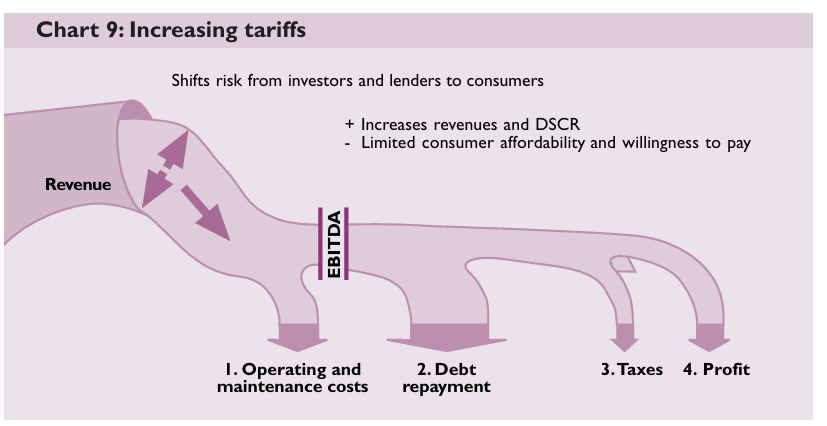 Chart 9: Increasing tariffs
Shifts risk from investors and lenders to consumers
+ Increases revenues and DSCR
- Limited consumer affordability and willingness to pay
Revenue
EBITDA
1. Operating and
maintenance costs
2. Debt
repayment
3. Taxes
4. Profit